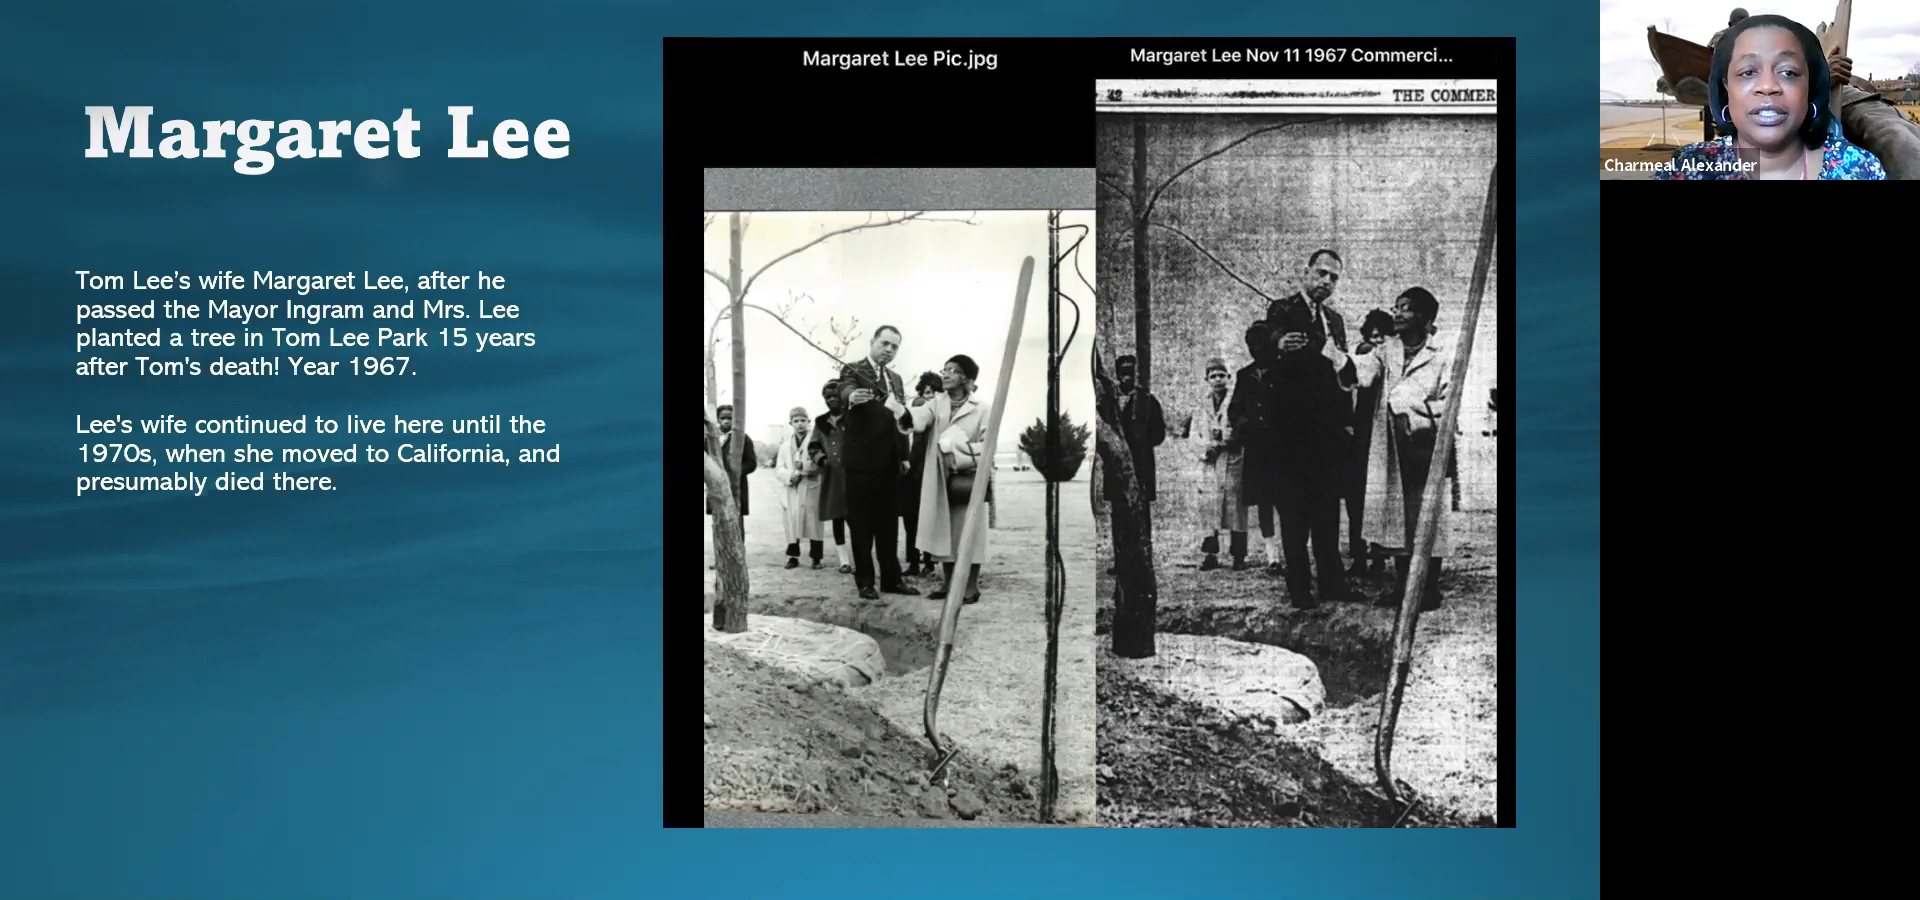 Margaret Lee
Tom Lee’s wife Margaret Lee, after he
passed the Mayor Ingram and Mrs. Lee
planted a tree in Tom Lee Park 15 years
after Tom's death! Year 1967.
Lee's wife continued to live here until the
1970s, when she moved to California, and
presumably died there.
Margaret Lee Pic.jpg
Margaret Lee Nov 11 1967 Commerci...
THE COMMER
Charmeal Alexander